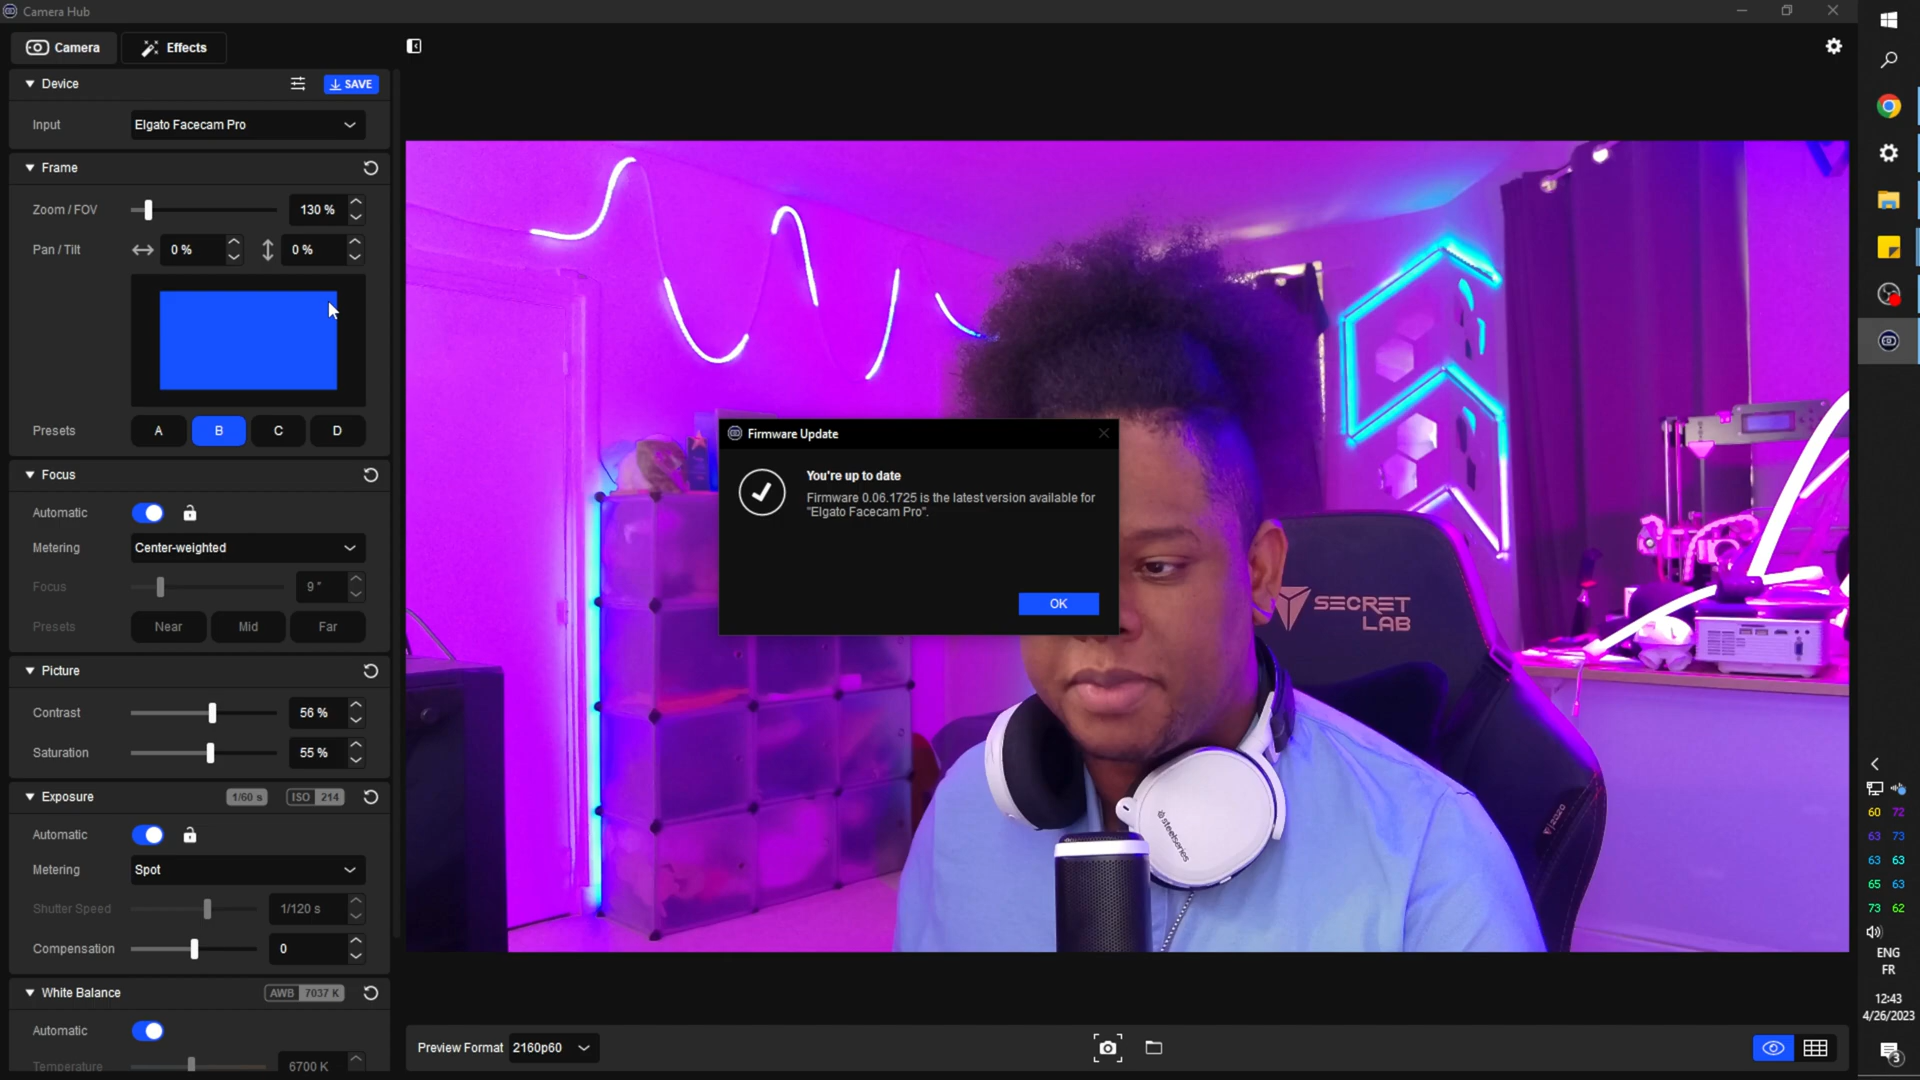 Camera Hub
Camera
Effects
Device
SAVE
Input
Elgato Facecam Pro
Frame
Zoom / FOV
130 %
Pan / Tilt
0 %
0 %
Presets
A
B
C
D
Focus
Automatic
Metering
Center-weighted
Focus
9 "
Presets
Near
Mid
Far
Picture
Contrast
56 %
Saturation
55 %
Exposure
1/60 s
ISO 214
Automatic
Metering
Spot
Shutter Speed
1/120 s
Compensation
0
White Balance
AWB 7037 K
Automatic
Temperature
6700 K
Firmware Update
You're up to date
Firmware 0.06.1725 is the latest version available for
"Elgato Facecam Pro".
OK
SECRET
LAB
steelseries
Preview Format
2160p60
60 72
63 73
63 63
65 63
73 62
ENG
FR
12:43
4/26/2023
3